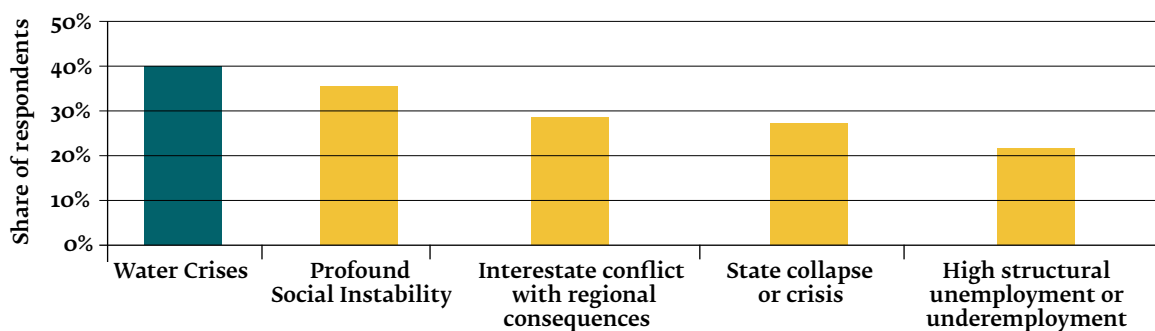 Share of respondents
50%
40%
30%
20%
10%
0%
Water Crises
Profound
Social Instability
Interestate conflict
with regional
consequences
State collapse
or crisis
High structural
unemployment or
underemployment